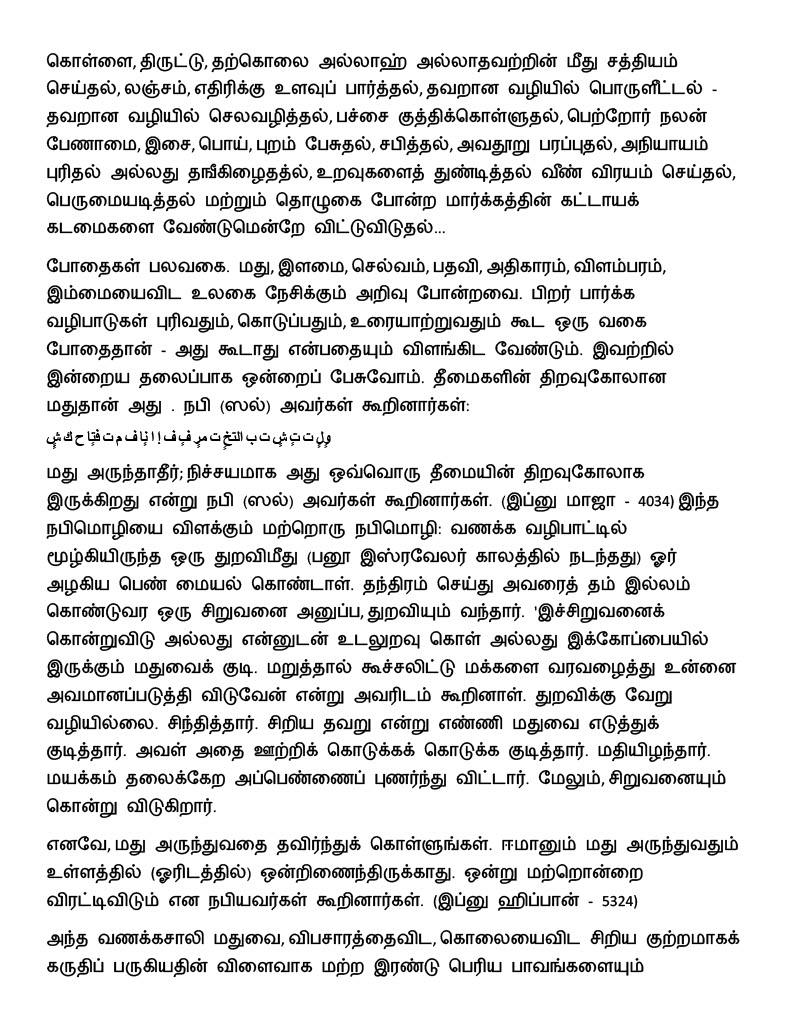 கொள்ளை, திருட்டு, தற்கொலை அல்லாஹ் அல்லாதவற்றின் மீது சத்தியம்
செய்தல், லஞ்சம், எதிரிக்கு உளவுப் பார்த்தல், தவறான வழியில் பொருளீட்டல் -
தவறான வழியில் செலவழித்தல், பச்சை குத்திக்கொள்ளுதல், பெற்றோர் நலன்
பேணாமை, இசை, பொய், புறம் பேசுதல், சபித்தல், அவதூறு பரப்புதல், அநியாயம்
புரிதல் அல்லது தஙீகிழைதத்ல், உறவுகளைத் துண்டித்தல் வீண் விரயம் செய்தல்,
பெருமையடித்தல் மற்றும் தொழுகை போன்ற மார்க்கத்தின் கட்டாயக்
கடமைகளை வேண்டுமென்றே விட்டுவிடுதல்...
போதைகள் பலவகை. மது, இளமை, செல்வம், பதவி, அதிகாரம், விளம்பரம்,
இம்மையைவிட உலகை நேசிக்கும் அறிவு போன்றவை. பிறர் பார்க்க
வழிபாடுகள் புரிவதும், கொடுப்பதும், உரையாற்றுவதும் கூட ஒரு வகை
போதைதான் - அது கூடாது என்பதையும் விளங்கிட வேண்டும். இவற்றில்
இன்றைய தலைப்பாக ஒன்றைப் பேசுவோம். தீமைகளின் திறவுகோலான
மதுதான் அது . நபி (ஸல்) அவர்கள் கூறினார்கள்:
மது அருந்தாதீர்; நிச்சயமாக அது ஒவ்வொரு தீமையின் திறவுகோலாக
இருக்கிறது என்று நபி (ஸல்) அவர்கள் கூறினார்கள். (இப்னு மாஜா - 4034) இந்த
நபிமொழியை விளக்கும் மற்றொரு நபிமொழி: வணக்க வழிபாட்டில்
மூழ்கியிருந்த ஒரு துறவிமீது (பனூ இஸ்ரவேலர் காலத்தில் நடந்தது) ஓர்
அழகிய பெண் மையல் கொண்டாள். தந்திரம் செய்து அவரைத் தம் இல்லம்
கொண்டுவர ஒரு சிறுவனை அனுப்ப, துறவியும் வந்தார். 'இச்சிறுவனைக்
கொன்றுவிடு அல்லது என்னுடன் உடலுறவு கொள் அல்லது இக்கோப்பையில்
இருக்கும் மதுவைக் குடி. மறுத்தால் கூச்சலிட்டு மக்களை வரவழைத்து உன்னை
அவமானப்படுத்தி விடுவேன் என்று அவரிடம் கூறினாள். துறவிக்கு வேறு
வழியில்லை. சிந்தித்தார். சிறிய தவறு என்று எண்ணி மதுவை எடுத்துக்
குடித்தார். அவள் அதை ஊற்றிக் கொடுக்கக் கொடுக்க குடித்தார். மதியிழந்தார்.
மயக்கம் தலைக்கேற அப்பெண்ணைப் புணர்ந்து விட்டார். மேலும், சிறுவனையும்
கொன்று விடுகிறார்.
எனவே, மது அருந்துவதை தவிர்ந்துக் கொள்ளுங்கள். ஈமானும் மது அருந்துவதும்
உள்ளத்தில் (ஓரிடத்தில்) ஒன்றிணைந்திருக்காது. ஒன்று மற்றொன்றை
விரட்டிவிடும் என நபியவர்கள் கூறினார்கள். (இப்னு ஹிப்பான் - 5324)
அந்த வணக்கசாலி மதுவை, விபசாரத்தைவிட, கொலையைவிட சிறிய குற்றமாகக்
கருதிப் பருகியதின் விளைவாக மற்ற இரண்டு பெரிய பாவங்களையும்